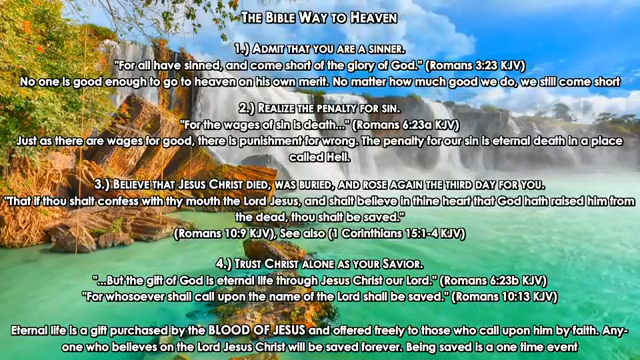 The Bible Way to Heaven
1.) Admit that you are a sinner.
"For all have sinned, and come short of the glory of God." (Romans 3:23 KJV)
No one is good enough to go to heaven on his own merit. No matter how much good we do, we still come short
2.) Realize the penalty for sin.
"For the wages of sin is death..." (Romans 6:23a KJV)
Just as there are wages for good, there is punishment for wrong. The penalty for our sin is eternal death in a place
called Hell.
3.) Believe that Jesus Christ died, was buried, and rose again the third day for you.
"That if thou shalt confess with thy mouth the Lord Jesus, and shalt believe in thine heart that God hath raised him from
the dead, thou shalt be saved."
(Romans 10:9 KJV), See also (1 Corinthians 15:1-4 KJV)
4.) Trust Christ alone as your Savior.
"...But the gift of God is eternal life through Jesus Christ our Lord." (Romans 6:23b KJV)
"For whosoever shall call upon the name of the Lord shall be saved." (Romans 10:13 KJV)
Eternal life is a gift purchased by the BLOOD OF JESUS and offered freely to those who call upon him by faith. Any-
one who believes on the Lord Jesus Christ will be saved forever. Being saved is a one time event